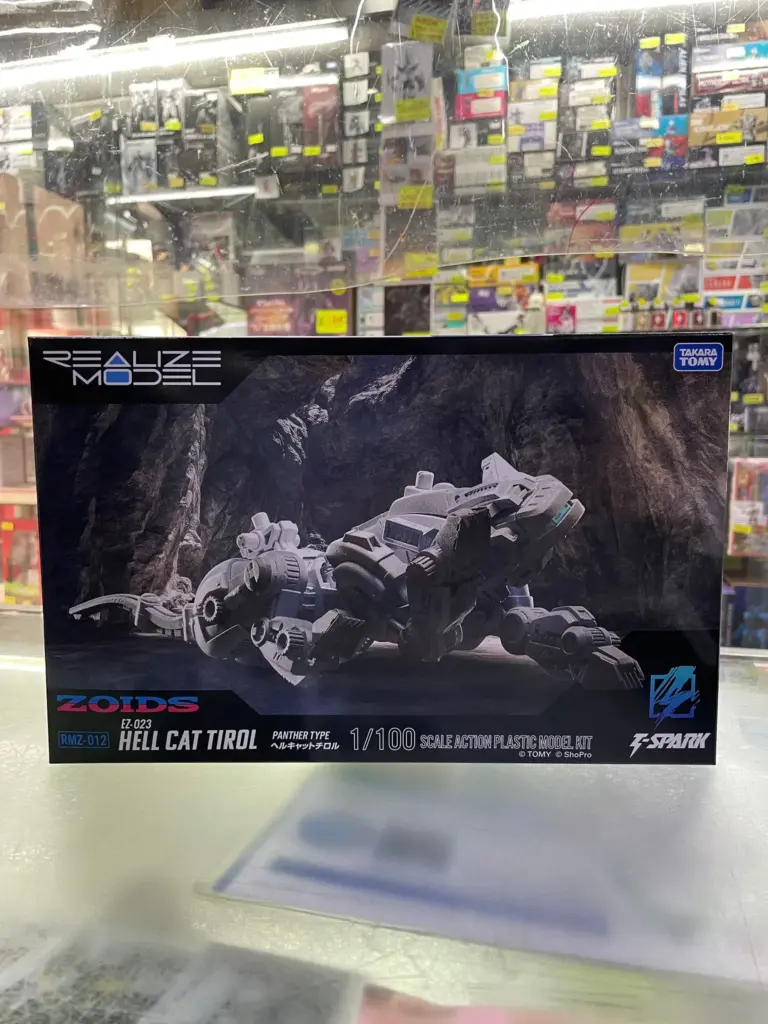 REALIZE
MODEL
TAKARA
TOMY
ZOIDS
EZ-023
RMZ-012 HELL CAT TIROL PANTHER TYPE
ヘルキャットチロル 1/100 SCALE ACTION PLASTIC MODEL KIT
© TOMY © ShoPro
T-SPARK